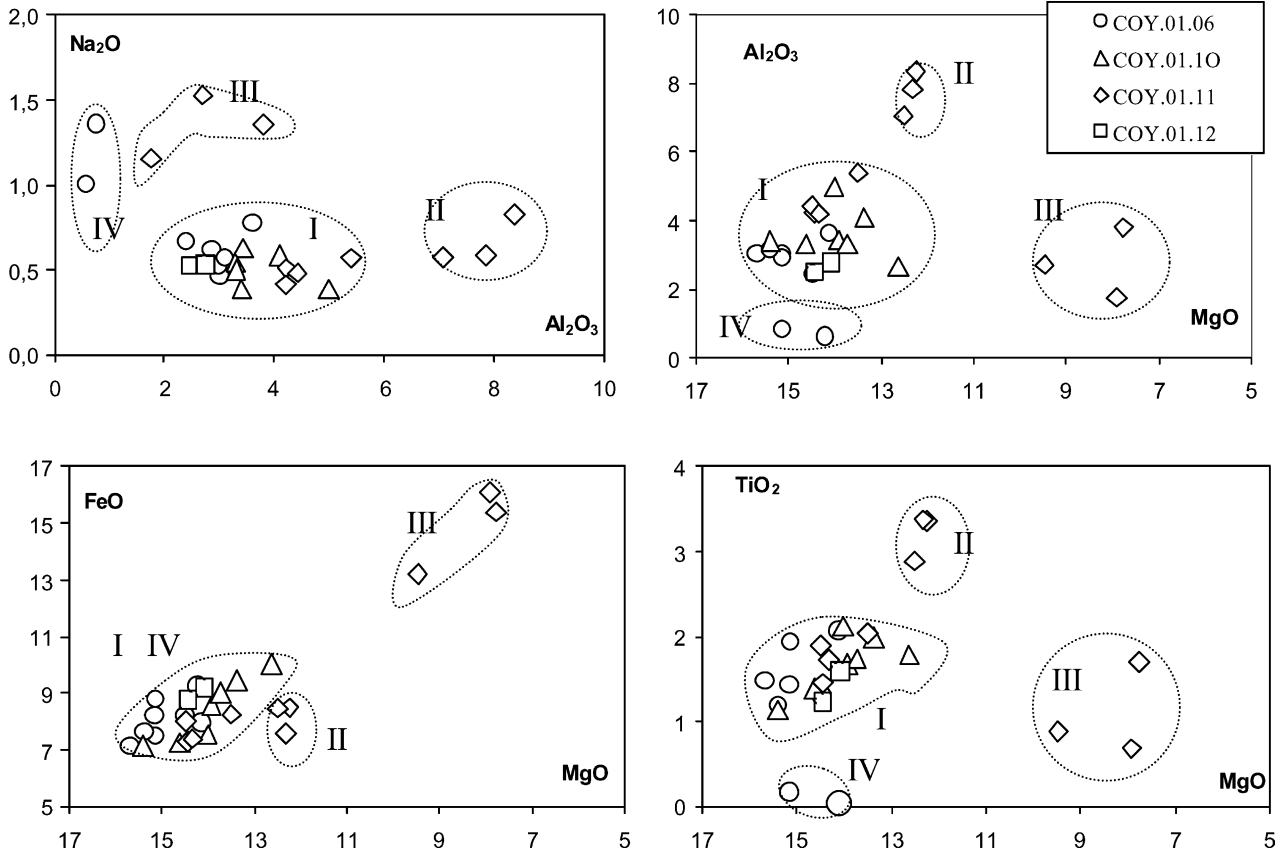 2,0
1,5
1,0
0,5
0,0
Na₂O
III
IV
I
II
Al₂O₃
0 2 4 6 8 10
10
8
6
4
2
0
Al₂O₃
II
I
III
IV
MgO
17 15 13 11 9 7 5
COY.01.06
COY.01.1O
COY.01.11
COY.01.12
17
15
13
11
9
7
5
FeO
III
I IV
II
MgO
17 15 13 11 9 7 5
4
3
2
1
0
TiO₂
II
III
I
IV
MgO
17 15 13 11 9 7 5